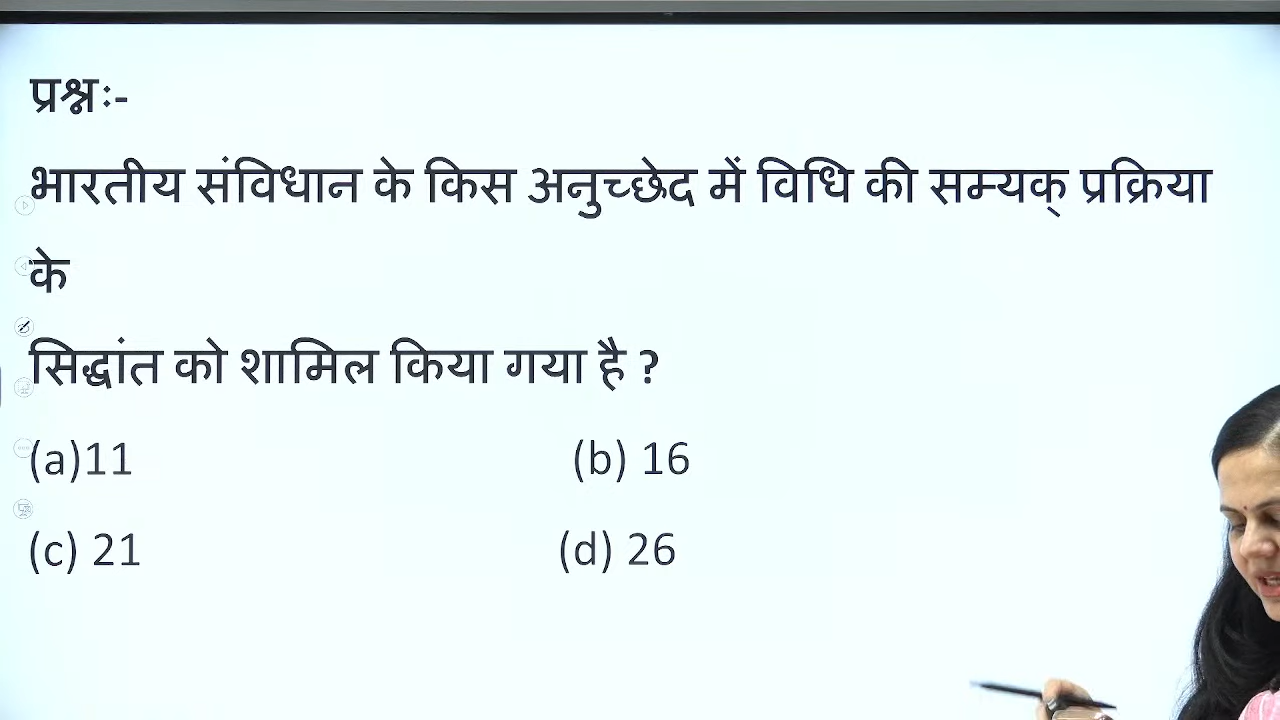 प्रश्नः-
भारतीय संविधान के किस अनुच्छेद में विधि की सम्यक् प्रक्रिया
के
सिद्धांत को शामिल किया गया है ?
(a)11 (b) 16
(c) 21 (d) 26